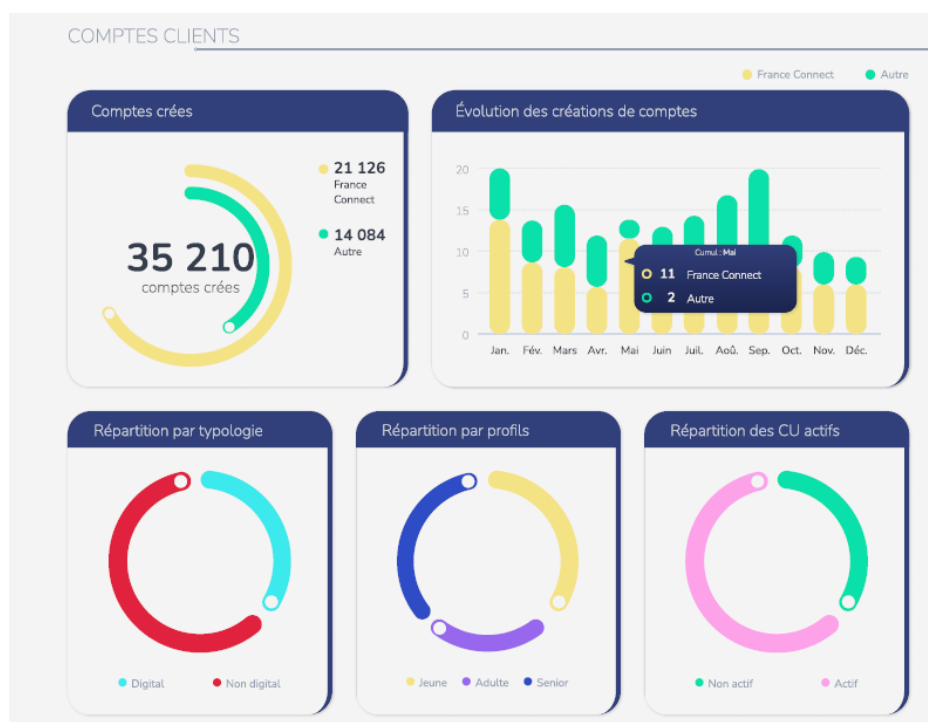 COMPTES CLIENTS
France Connect
Autre
Comptes crées
21 126
France
Connect
14 084
Autre
35 210
comptes crées
Évolution des créations de comptes
20
15
10
5
0
Cumul : Mai
11 France Connect
2 Autre
Jan. Fév. Mars Avr. Mai Juin Juil. Aoû. Sep. Oct. Nov. Déc.
Répartition par typologie
Digital
Non digital
Répartition par profils
Jeune
Adulte
Senior
Répartition des CU actifs
Non actif
Actif